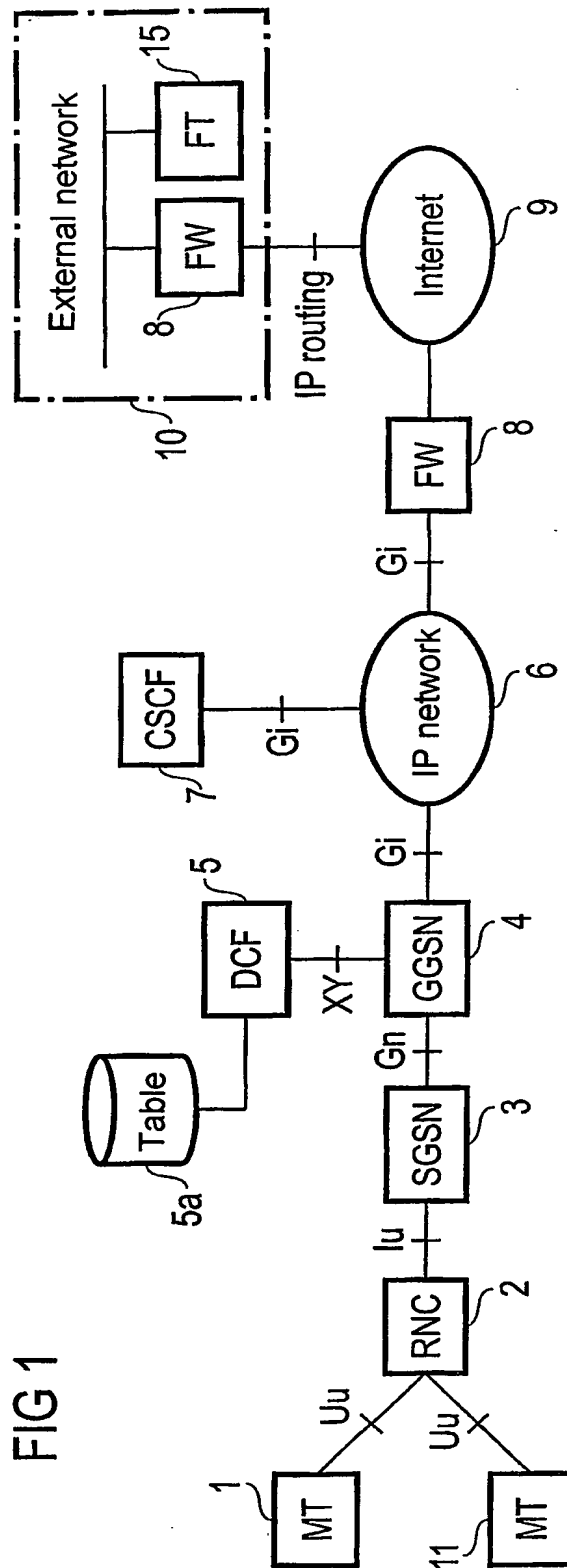 FIG 1
1
MT
Uu
11
MT
Uu
RNC
2
Iu
SGSN
3
Gn
GGSN
4
XY
DCF
5
Table
5a
Gi
CSCF
7
Gi
IP network
6
Gi
FW
8
Internet
9
IP routing
10
External network
FW
8
FT
15